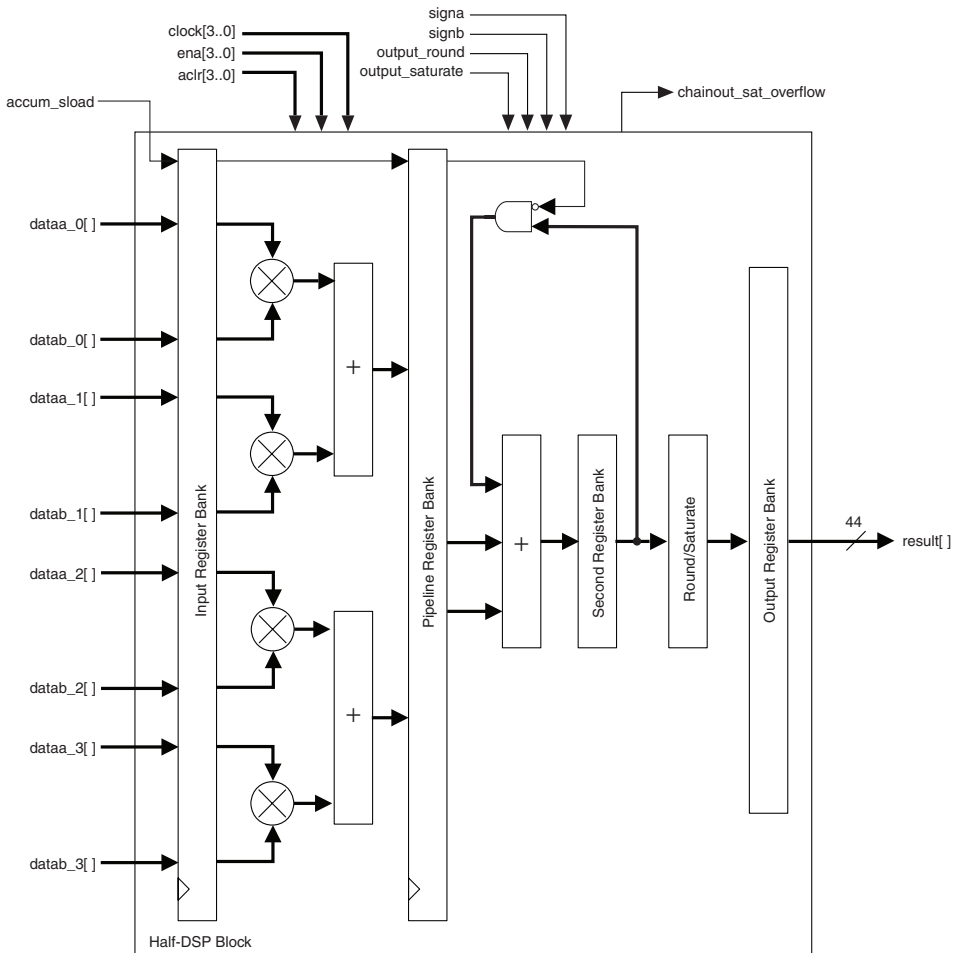 signa
clock[3..0]
signb
ena[3..0]
output_round
aclr[3..0]
output_saturate
chainout_sat_overflow
accum_sload
dataa_0[ ]
datab_0[ ]
+
dataa_1[ ]
datab_1[ ]
Input Register Bank
Pipeline Register Bank
+
Second Register Bank
Round/Saturate
Output Register Bank
44
result[ ]
dataa_2[ ]
datab_2[ ]
+
dataa_3[ ]
datab_3[ ]
Half-DSP Block